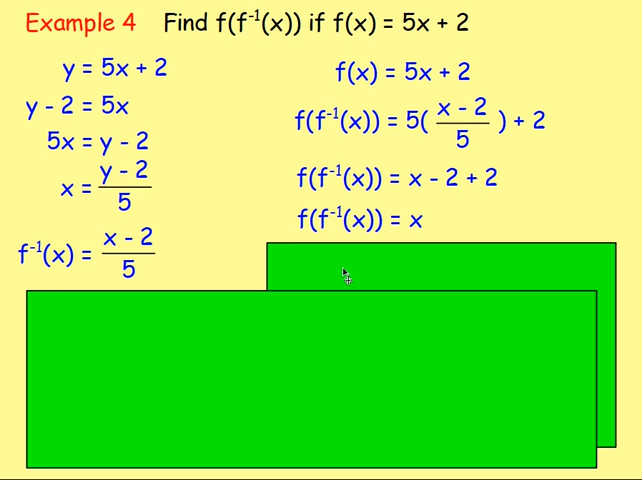 Example 4 Find f(f⁻¹(x)) if f(x) = 5x + 2
y = 5x + 2
y - 2 = 5x
5x = y - 2
x = (y - 2)/5
f⁻¹(x) = (x - 2)/5
f(x) = 5x + 2
f(f⁻¹(x)) = 5( (x - 2)/5 ) + 2
f(f⁻¹(x)) = x - 2 + 2
f(f⁻¹(x)) = x